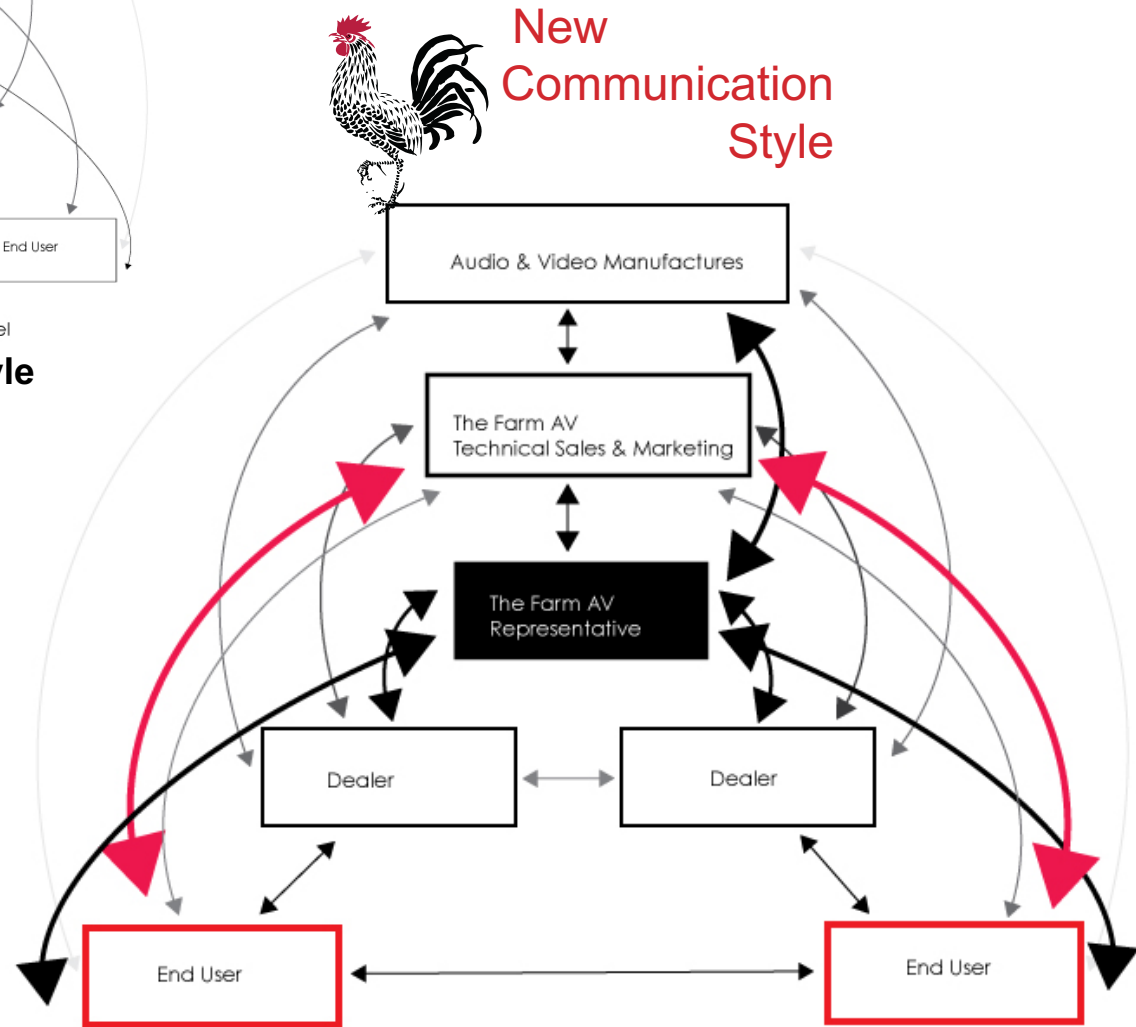 New
Communication
Style
End User
el
yle
Audio & Video Manufactures
The Farm AV
Technical Sales & Marketing
The Farm AV
Representative
Dealer
Dealer
End User
End User